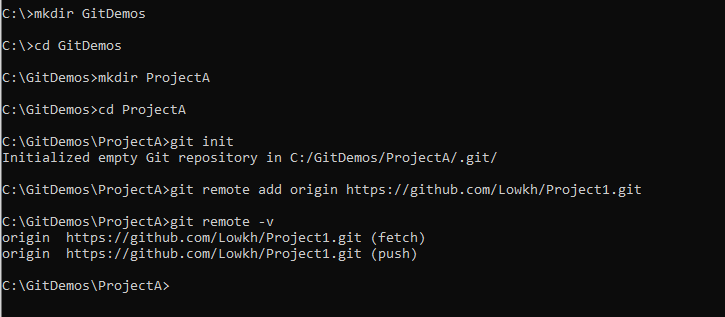 C:\>mkdir GitDemos
C:\>cd GitDemos
C:\GitDemos>mkdir ProjectA
C:\GitDemos>cd ProjectA
C:\GitDemos\ProjectA>git init
Initialized empty Git repository in C:/GitDemos/ProjectA/.git/
C:\GitDemos\ProjectA>git remote add origin https://github.com/Lowkh/Project1.git
C:\GitDemos\ProjectA>git remote -v
origin  https://github.com/Lowkh/Project1.git (fetch)
origin  https://github.com/Lowkh/Project1.git (push)
C:\GitDemos\ProjectA>